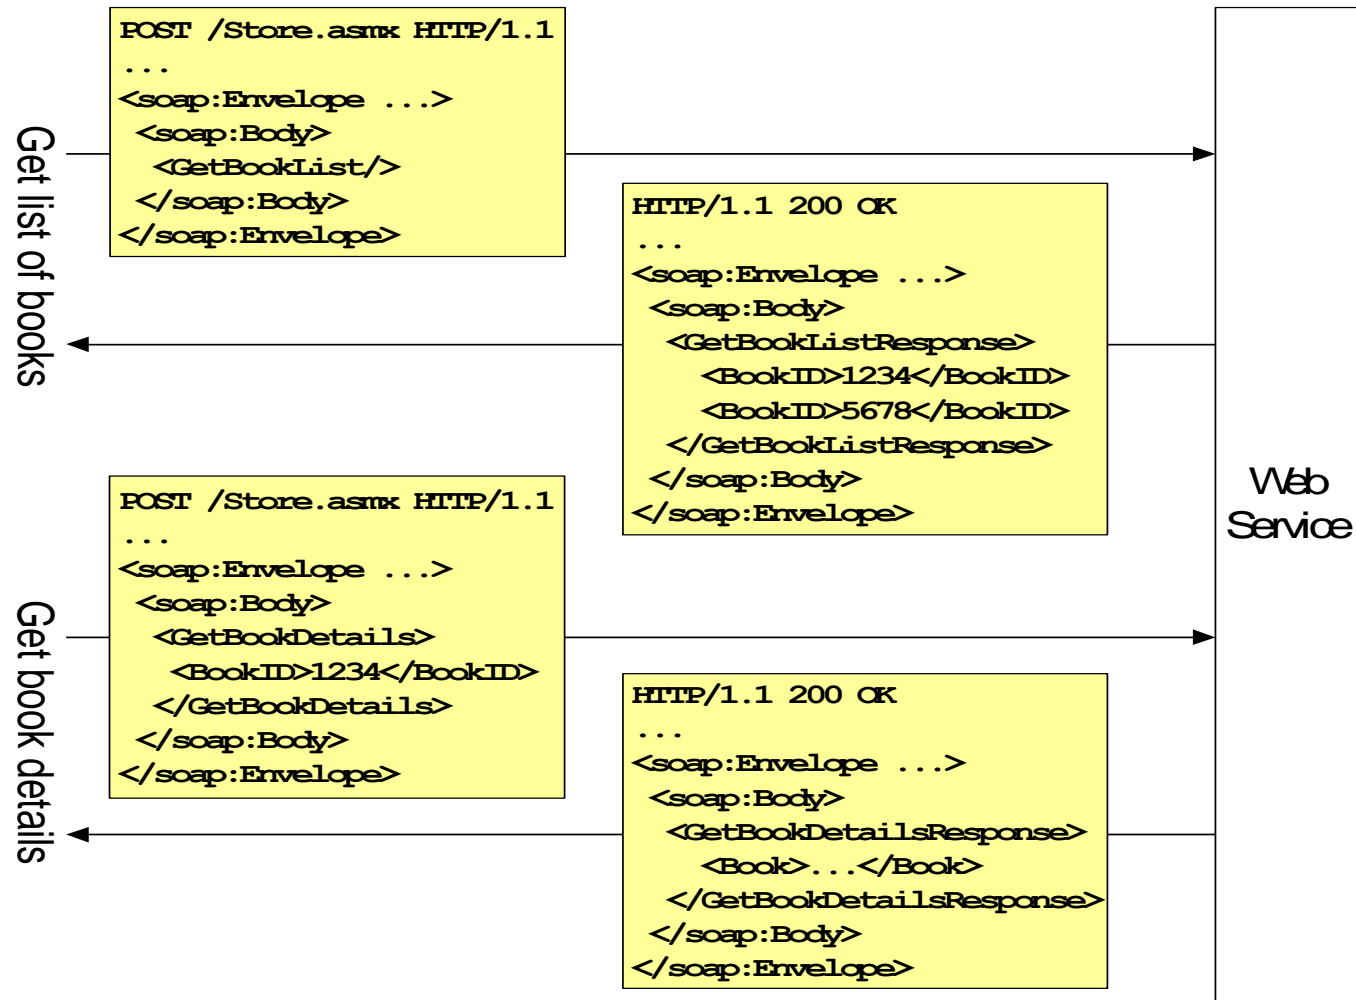 Get list of books
POST /Store.asmx HTTP/1.1
...
<soap:Envelope ...>
<soap:Body>
<GetBookList/>
</soap:Body>
</soap:Envelope>
HTTP/1.1 200 OK
...
<soap:Envelope ...>
<soap:Body>
<GetBookListResponse>
<BookID>1234</BookID>
<BookID>5678</BookID>
</GetBookListResponse>
</soap:Body>
</soap:Envelope>
Get book details
POST /Store.asmx HTTP/1.1
...
<soap:Envelope ...>
<soap:Body>
<GetBookDetails>
<BookID>1234</BookID>
</GetBookDetails>
</soap:Body>
</soap:Envelope>
HTTP/1.1 200 OK
...
<soap:Envelope ...>
<soap:Body>
<GetBookDetailsResponse>
<Book>...</Book>
</GetBookDetailsResponse>
</soap:Body>
</soap:Envelope>
Web
Service